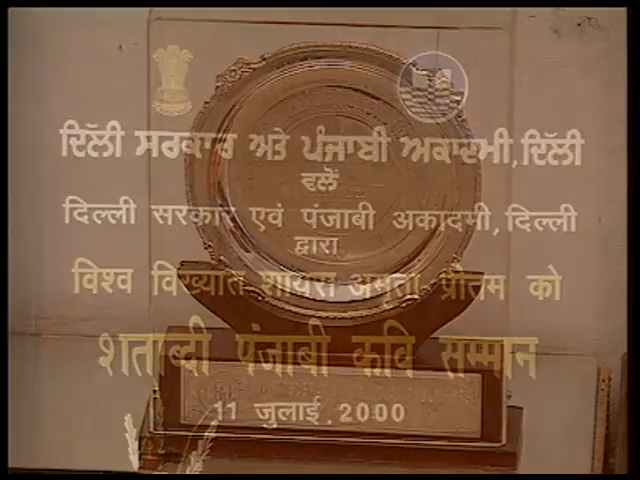 ਦਿੱਲੀ ਸਰਕਾਰ ਅਤੇ ਪੰਜਾਬੀ ਅਕਾਦਮੀ, ਦਿੱਲੀ
ਵਲੋਂ
दिल्ली सरकार एवं पंजाबी अकादमी, दिल्ली
द्वारा
विश्व विख्यात शायरा अमृता प्रीतम को
शताब्दी पंजाबी कवि सम्मान
11 जुलाई, 2000